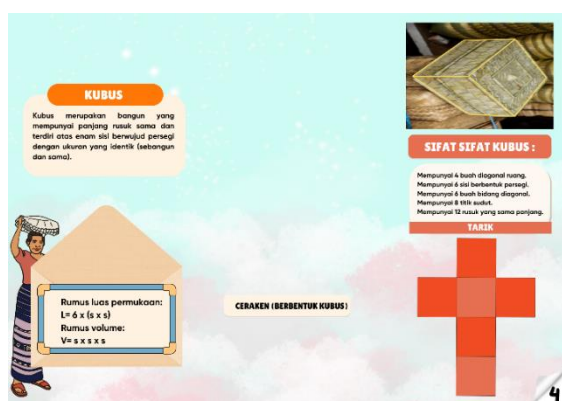 KUBUS
Kubus merupakan bangun yang
mempunyai panjang rusuk sama dan
terdiri atas enam sisi berwujud persegi
dengan ukuran yang identik (sebangun
dan sama).
Rumus luas permukaan:
L= 6 x (s x s)
Rumus volume:
V= s x s x s
CERAKEN (BERBENTUK KUBUS)
SIFAT SIFAT KUBUS :
Mempunyai 4 buah diagonal ruang.
Mempunyai 6 sisi berbentuk persegi.
Mempunyai 6 buah bidang diagonal.
Mempunyai 8 titik sudut.
Mempunyai 12 rusuk yang sama panjang.
TARIK
4